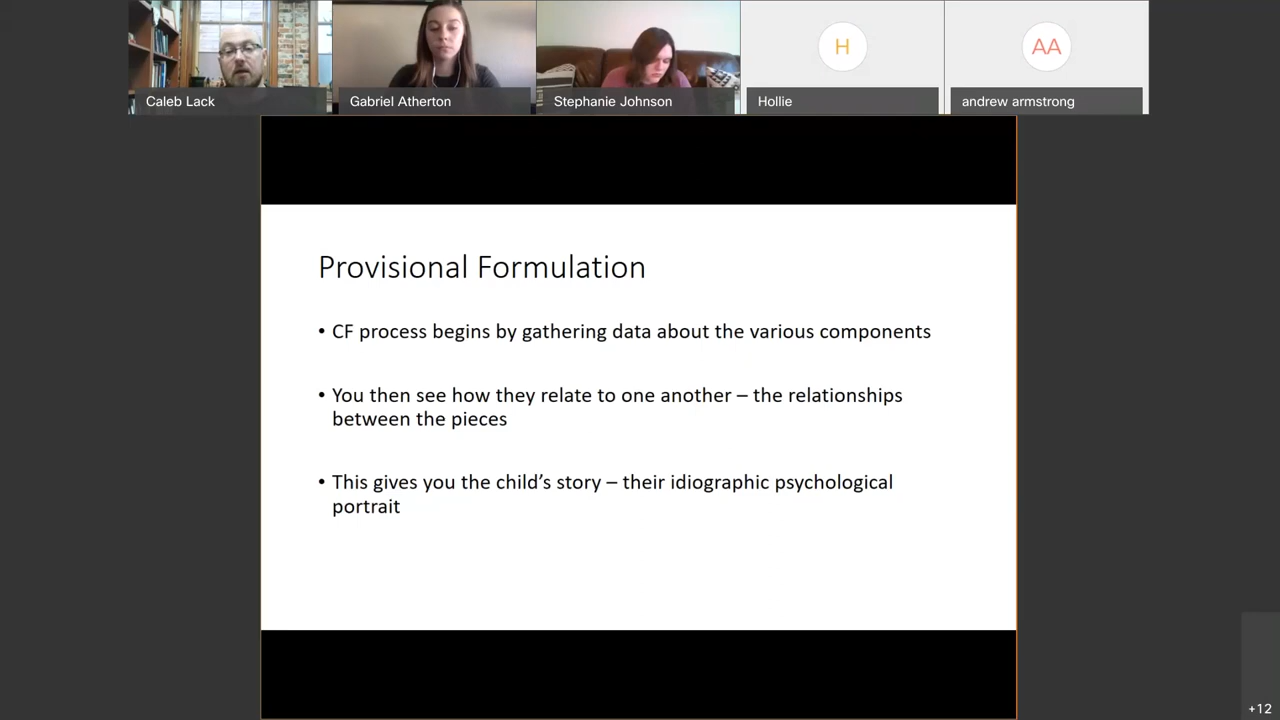 Caleb Lack
Gabriel Atherton
Stephanie Johnson
H
Hollie
AA
andrew armstrong
Provisional Formulation
• CF process begins by gathering data about the various components
• You then see how they relate to one another – the relationships
between the pieces
• This gives you the child’s story – their idiographic psychological
portrait
+12